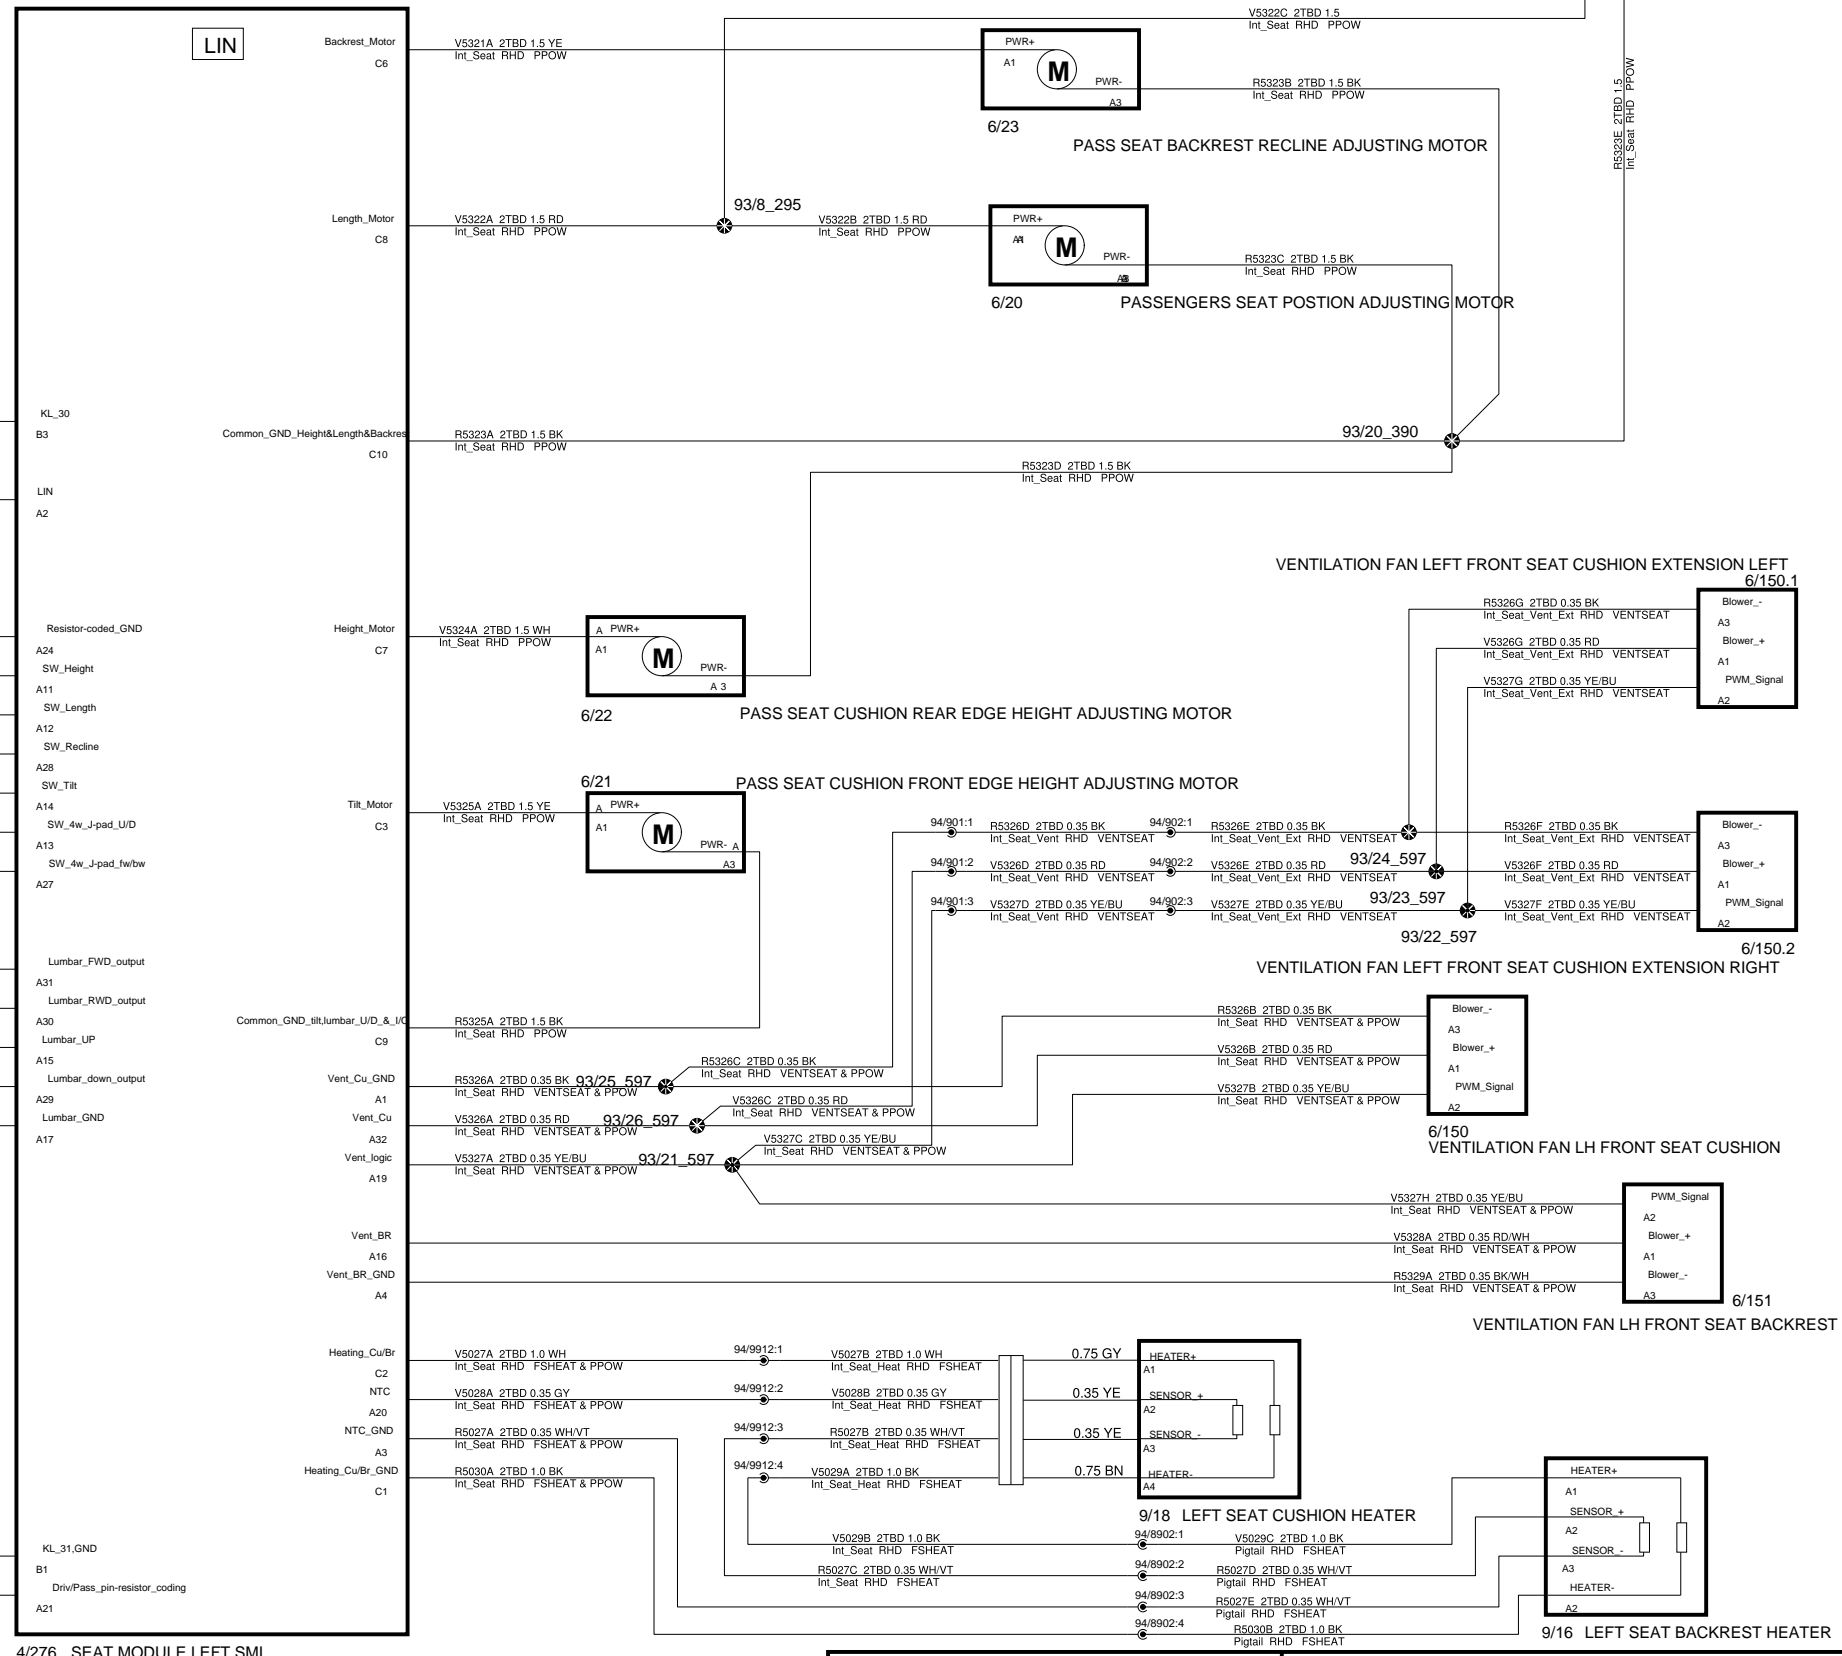 LIN
Backrest_Motor
C6
V5321A 2TBD 1.5 YE
Int_Seat RHD PPOW
V5322C 2TBD 1.5
Int_Seat RHD PPOW
PWR+
A1
M
PWR-
A3
6/23
R5323B 2TBD 1.5 BK
Int_Seat RHD PPOW
PASS SEAT BACKREST RECLINE ADJUSTING MOTOR
R5323E 2TBD 1.5
Int_Seat RHD PPOW
Length_Motor
C8
V5322A 2TBD 1.5 RD
Int_Seat RHD PPOW
93/8_295
V5322B 2TBD 1.5 RD
Int_Seat RHD PPOW
PWR+
M
PWR-
6/20
R5323C 2TBD 1.5 BK
Int_Seat RHD PPOW
PASSENGERS SEAT POSTION ADJUSTING MOTOR
KL_30
B3
Common_GND_Height&Length&Backres
C10
R5323A 2TBD 1.5 BK
Int_Seat RHD PPOW
93/20_390
R5323D 2TBD 1.5 BK
Int_Seat RHD PPOW
LIN
A2
VENTILATION FAN LEFT FRONT SEAT CUSHION EXTENSION LEFT
6/150.1
R5326G 2TBD 0.35 BK
Int_Seat_Vent_Ext RHD VENTSEAT
Blower_-
A3
V5326G 2TBD 0.35 RD
Int_Seat_Vent_Ext RHD VENTSEAT
Blower_+
A1
V5327G 2TBD 0.35 YE/BU
Int_Seat_Vent_Ext RHD VENTSEAT
PWM_Signal
A2
Resistor-coded_GND
A24
SW_Height
A11
SW_Length
A12
SW_Recline
A28
SW_Tilt
A14
SW_4w_J-pad_U/D
A13
SW_4w_J-pad_fw/bw
A27
Height_Motor
C7
V5324A 2TBD 1.5 WH
Int_Seat RHD PPOW
A PWR+
A1
M
PWR-
A 3
6/22
PASS SEAT CUSHION REAR EDGE HEIGHT ADJUSTING MOTOR
6/21
PASS SEAT CUSHION FRONT EDGE HEIGHT ADJUSTING MOTOR
Tilt_Motor
C3
V5325A 2TBD 1.5 YE
Int_Seat RHD PPOW
A PWR+
A1
M
PWR- A
A3
94/901:1
R5326D 2TBD 0.35 BK
Int_Seat_Vent RHD VENTSEAT
94/902:1
R5326E 2TBD 0.35 BK
Int_Seat_Vent_Ext RHD VENTSEAT
93/24_597
R5326F 2TBD 0.35 BK
Int_Seat_Vent_Ext RHD VENTSEAT
Blower_-
A3
94/901:2
V5326D 2TBD 0.35 RD
Int_Seat_Vent RHD VENTSEAT
94/902:2
V5326E 2TBD 0.35 RD
Int_Seat_Vent_Ext RHD VENTSEAT
93/23_597
V5326F 2TBD 0.35 RD
Int_Seat_Vent_Ext RHD VENTSEAT
Blower_+
A1
94/901:3
V5327D 2TBD 0.35 YE/BU
Int_Seat_Vent RHD VENTSEAT
94/902:3
V5327E 2TBD 0.35 YE/BU
Int_Seat_Vent_Ext RHD VENTSEAT
93/22_597
V5327F 2TBD 0.35 YE/BU
Int_Seat_Vent_Ext RHD VENTSEAT
PWM_Signal
A2
6/150.2
VENTILATION FAN LEFT FRONT SEAT CUSHION EXTENSION RIGHT
Lumbar_FWD_output
A31
Lumbar_RWD_output
A30
Lumbar_UP
A15
Lumbar_down_output
A29
Lumbar_GND
A17
Common_GND_tilt,lumbar_U/D_&_I/O
C9
R5325A 2TBD 1.5 BK
Int_Seat RHD PPOW
R5326C 2TBD 0.35 BK
Int_Seat RHD VENTSEAT & PPOW
Vent_Cu_GND
A1
R5326A 2TBD 0.35 BK
Int_Seat RHD VENTSEAT & PPOW
93/25_597
V5326C 2TBD 0.35 RD
Int_Seat RHD VENTSEAT & PPOW
Vent_Cu
A32
V5326A 2TBD 0.35 RD
Int_Seat RHD VENTSEAT & PPOW
93/26_597
V5327C 2TBD 0.35 YE/BU
Int_Seat RHD VENTSEAT & PPOW
Vent_logic
A19
V5327A 2TBD 0.35 YE/BU
Int_Seat RHD VENTSEAT & PPOW
93/21_597
R5326B 2TBD 0.35 BK
Int_Seat RHD VENTSEAT & PPOW
Blower_-
A3
V5326B 2TBD 0.35 RD
Int_Seat RHD VENTSEAT & PPOW
Blower_+
A1
V5327B 2TBD 0.35 YE/BU
Int_Seat RHD VENTSEAT & PPOW
PWM_Signal
A2
6/150
VENTILATION FAN LH FRONT SEAT CUSHION
V5327H 2TBD 0.35 YE/BU
Int_Seat RHD VENTSEAT & PPOW
PWM_Signal
A2
Vent_BR
A16
V5328A 2TBD 0.35 RD/WH
Int_Seat RHD VENTSEAT & PPOW
Blower_+
A1
Vent_BR_GND
A4
R5329A 2TBD 0.35 BK/WH
Int_Seat RHD VENTSEAT & PPOW
Blower_-
A3
6/151
VENTILATION FAN LH FRONT SEAT BACKREST
Heating_Cu/Br
C2
V5027A 2TBD 1.0 WH
Int_Seat RHD FSHEAT & PPOW
94/9912:1
V5027B 2TBD 1.0 WH
Int_Seat_Heat RHD FSHEAT
0.75 GY
HEATER+
A1
NTC
A20
V5028A 2TBD 0.35 GY
Int_Seat RHD FSHEAT & PPOW
94/9912:2
V5028B 2TBD 0.35 GY
Int_Seat_Heat RHD FSHEAT
0.35 YE
SENSOR_+
A2
NTC_GND
A3
R5027A 2TBD 0.35 WH/VT
Int_Seat RHD FSHEAT & PPOW
94/9912:3
R5027B 2TBD 0.35 WH/VT
Int_Seat_Heat RHD FSHEAT
0.35 YE
SENSOR_-
A3
Heating_Cu/Br_GND
C1
R5030A 2TBD 1.0 BK
Int_Seat RHD FSHEAT & PPOW
94/9912:4
V5029A 2TBD 1.0 BK
Int_Seat_Heat RHD FSHEAT
0.75 BN
HEATER-
A4
9/18 LEFT SEAT CUSHION HEATER
V5029B 2TBD 1.0 BK
Int_Seat RHD FSHEAT
94/8902:1
V5029C 2TBD 1.0 BK
Pigtail RHD FSHEAT
HEATER+
A1
R5027C 2TBD 0.35 WH/VT
Int_Seat RHD FSHEAT
94/8902:2
R5027D 2TBD 0.35 WH/VT
Pigtail RHD FSHEAT
SENSOR_+
A2
94/8902:3
R5027E 2TBD 0.35 WH/VT
Pigtail RHD FSHEAT
SENSOR_-
A3
94/8902:4
R5030B 2TBD 1.0 BK
Pigtail RHD FSHEAT
HEATER-
A2
9/16 LEFT SEAT BACKREST HEATER
KL_31,GND
B1
Driv/Pass_pin-resistor_coding
A21
4/276 SEAT MODULE LEFT SML